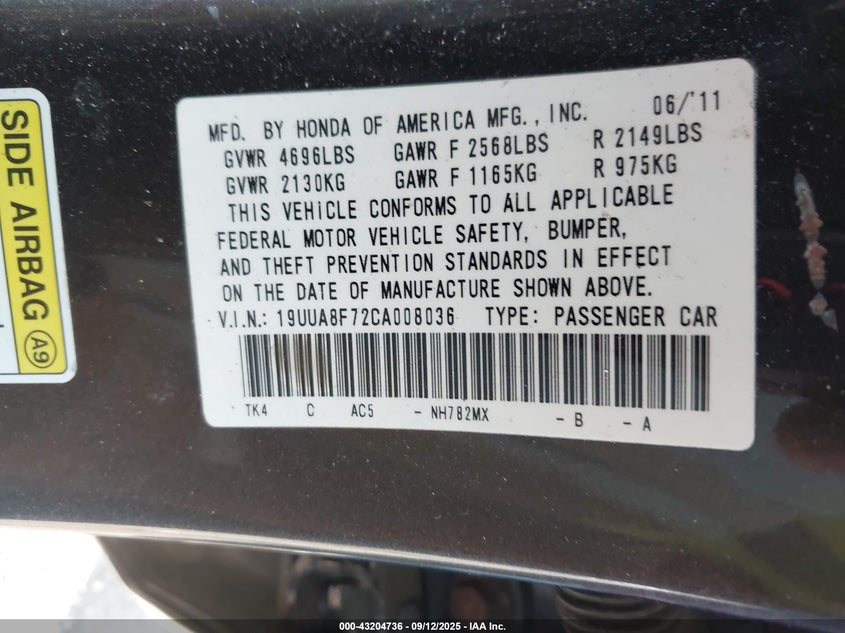 SIDE AIRBAG A9
MFD. BY HONDA OF AMERICA MFG., INC. 06/'11
GVWR 4696LBS GAWR F 2568LBS R 2149LBS
GVWR 2130KG GAWR F 1165KG R 975KG
THIS VEHICLE CONFORMS TO ALL APPLICABLE
FEDERAL MOTOR VEHICLE SAFETY, BUMPER,
AND THEFT PREVENTION STANDARDS IN EFFECT
ON THE DATE OF MANUFACTURE SHOWN ABOVE.
V.I.N.: 19UUA8F72CA008036 TYPE: PASSENGER CAR
TK4 C AC5 - NH782MX - B - A
000-43204736 - 09/12/2025 - IAA Inc.